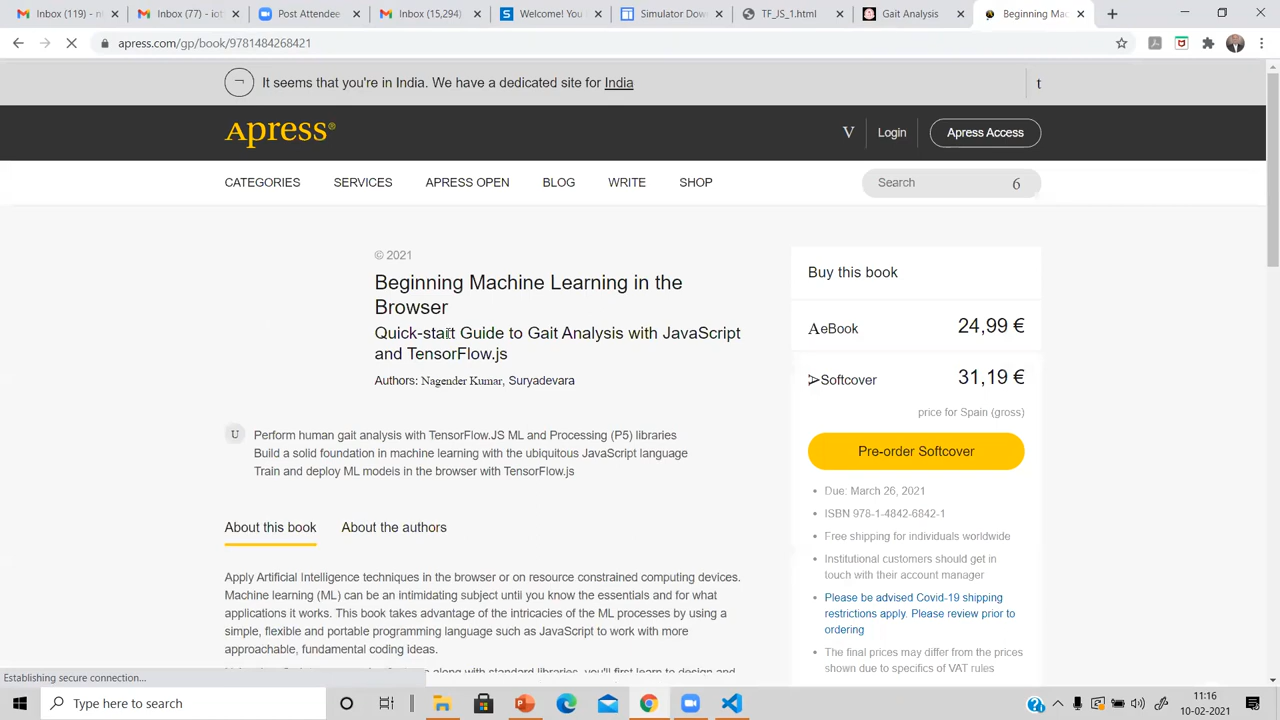 Inbox (119) - n
Inbox (77) - iot
Post Attendee
Inbox (15,294)
Welcome! You
Simulator Dow
TF_JS_1.html
Gait Analysis
Beginning Mac
apress.com/gp/book/9781484268421
It seems that you're in India. We have a dedicated site for India
t
Apress®
V
Login
Apress Access
CATEGORIES
SERVICES
APRESS OPEN
BLOG
WRITE
SHOP
Search
6
© 2021
Beginning Machine Learning in the
Browser
Quick-start Guide to Gait Analysis with JavaScript
and TensorFlow.js
Authors: Nagender Kumar, Suryadevara
U
Perform human gait analysis with TensorFlow.JS ML and Processing (P5) libraries
Build a solid foundation in machine learning with the ubiquitous JavaScript language
Train and deploy ML models in the browser with TensorFlow.js
About this book
About the authors
Apply Artificial Intelligence techniques in the browser or on resource constrained computing devices.
Machine learning (ML) can be an intimidating subject until you know the essentials and for what
applications it works. This book takes advantage of the intricacies of the ML processes by using a
simple, flexible and portable programming language such as JavaScript to work with more
approachable, fundamental coding ideas.
along with standard libraries, you'll first learn to design and
Buy this book
AeBook
24,99 €
Softcover
31,19 €
price for Spain (gross)
Pre-order Softcover
• Due: March 26, 2021
• ISBN 978-1-4842-6842-1
• Free shipping for individuals worldwide
• Institutional customers should get in
touch with their account manager
• Please be advised Covid-19 shipping
restrictions apply. Please review prior to
ordering
• The final prices may differ from the prices
shown due to specifics of VAT rules
Establishing secure connection...
Type here to search
11:16
10-02-2021